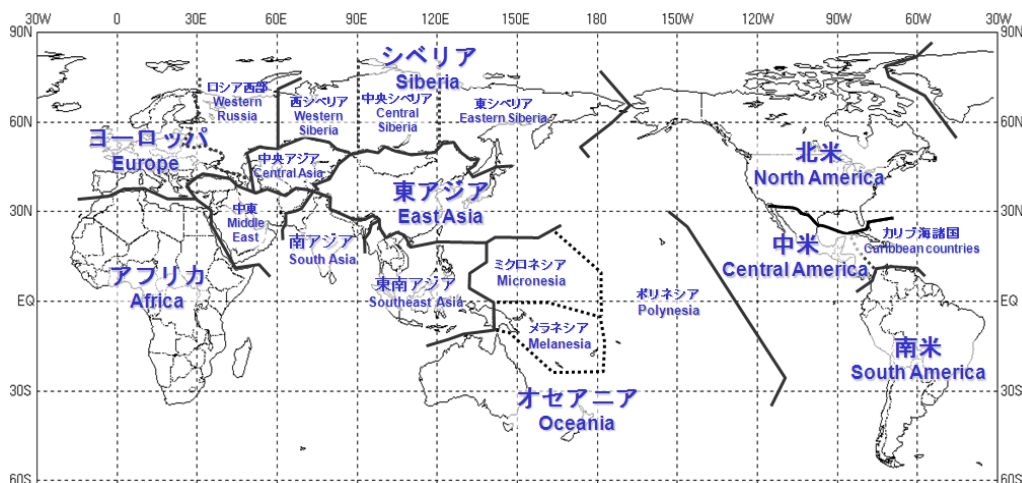 30W 0 30E 60E 90E 120E 150E 180 120W 90W 60W 30W
90N 90N
シベリア
Siberia
ロシア西部
Western
Russia
西シベリア
Western
Siberia
中央シベリア
Central
Siberia
東シベリア
Eastern Siberia
60N 60N
ヨーロッパ
Europe
中央アジア
Central Asia
北米
North America
東アジア
East Asia
30N 30N
中東
Middle
East
南アジア
South Asia
中米
Central America
カリブ海諸国
Caribbean countries
アフリカ
Africa
東南アジア
Southeast Asia
ミクロネシア
Micronesia
ポリネシア
Polynesia
EQ EQ
メラネシア
Melanesia
南米
South America
30S 30S
オセアニア
Oceania
60S 60S